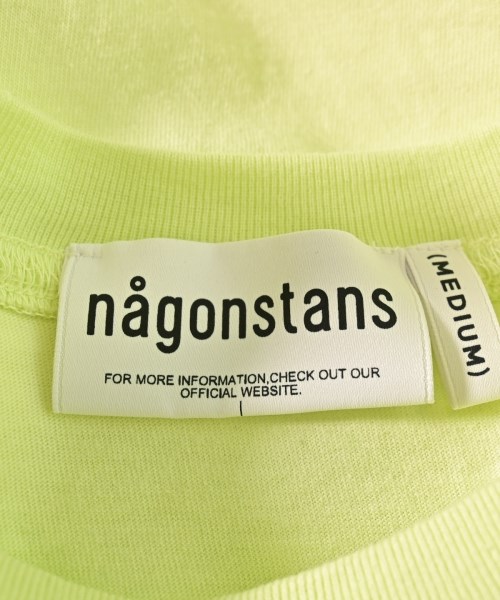 någonstans
FOR MORE INFORMATION,CHECK OUT OUR
OFFICIAL WEBSITE.
(MEDIUM)